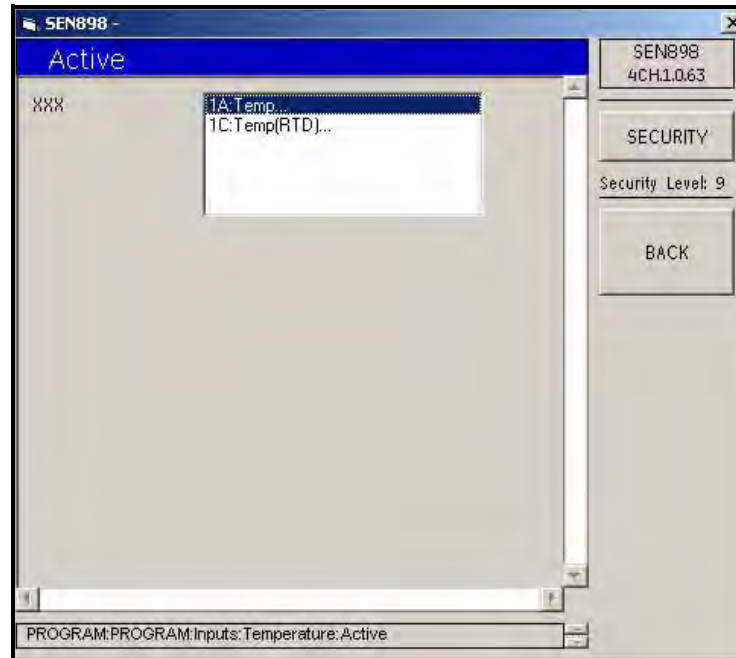 SEN898 -
Active
XXX
1A:Temp...
1C:Temp(RTD)...
SEN898
4CH.1.0.63
SECURITY
Security Level: 9
BACK
PROGRAM:PROGRAM:Inputs:Temperature:Active